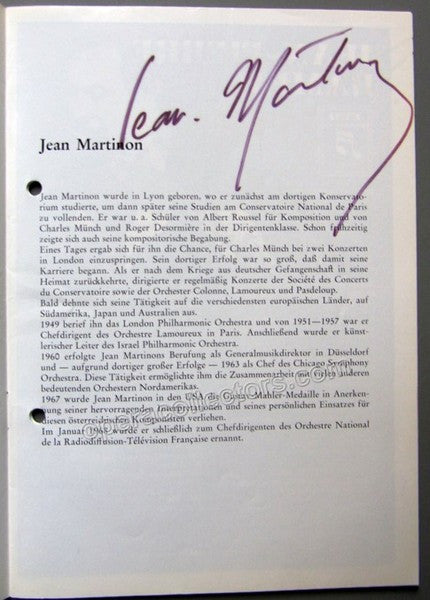 Jean Martinon
Jean Martinon
Jean Martinon wurde in Lyon geboren, wo er zunächst am dortigen Konservato-
rium studierte, um dann später seine Studien am Conservatoire National de Paris
zu vollenden. Er war u. a. Schüler von Albert Roussel für Komposition und von
Charles Münch und Roger Desormière in der Dirigentenklasse. Schon frühzeitig
zeigte sich auch seine kompositorische Begabung.
Eines Tages ergab sich für ihn die Chance, für Charles Münch bei zwei Konzerten
in London einzuspringen. Sein dortiger Erfolg war so groß, daß damit seine
Karriere begann. Als er nach dem Kriege aus deutscher Gefangenschaft in seine
Heimat zurückkehrte, dirigierte er regelmäßig Konzerte der Société des Concerts
du Conservatoire sowie der Orchester Colonne, Lamoureux und Pasdeloup.
Bald dehnte sich seine Tätigkeit auf die verschiedensten europäischen Länder, auf
Südamerika, Japan und Australien aus.
1949 berief ihn das London Philharmonic Orchestra und von 1951—1957 war er
Chefdirigent des Orchestre Lamoureux in Paris. Anschließend wurde er künst-
lerischer Leiter des Israel Philharmonic Orchestra.
1960 erfolgte Jean Martinons Berufung als Generalmusikdirektor in Düsseldorf
und — aufgrund dortiger großer Erfolge — 1963 als Chef des Chicago Symphony
Orchestra. Diese Tätigkeit ermöglichte ihm die Zusammenarbeit mit vielen anderen
bedeutenden Orchestern Nordamerikas.
1967 wurde Jean Martinon in den USA die Gustav-Mahler-Medaille in Anerken-
nung seiner hervorragenden Interpretationen und seines persönlichen Einsatzes für
diesen österreichischen Komponisten verliehen.
Im Januar wurde er schließlich zum Chefdirigenten des Orchestre National
de la Radiodiffusion-Télévision Française ernannt.
operacollectors.com